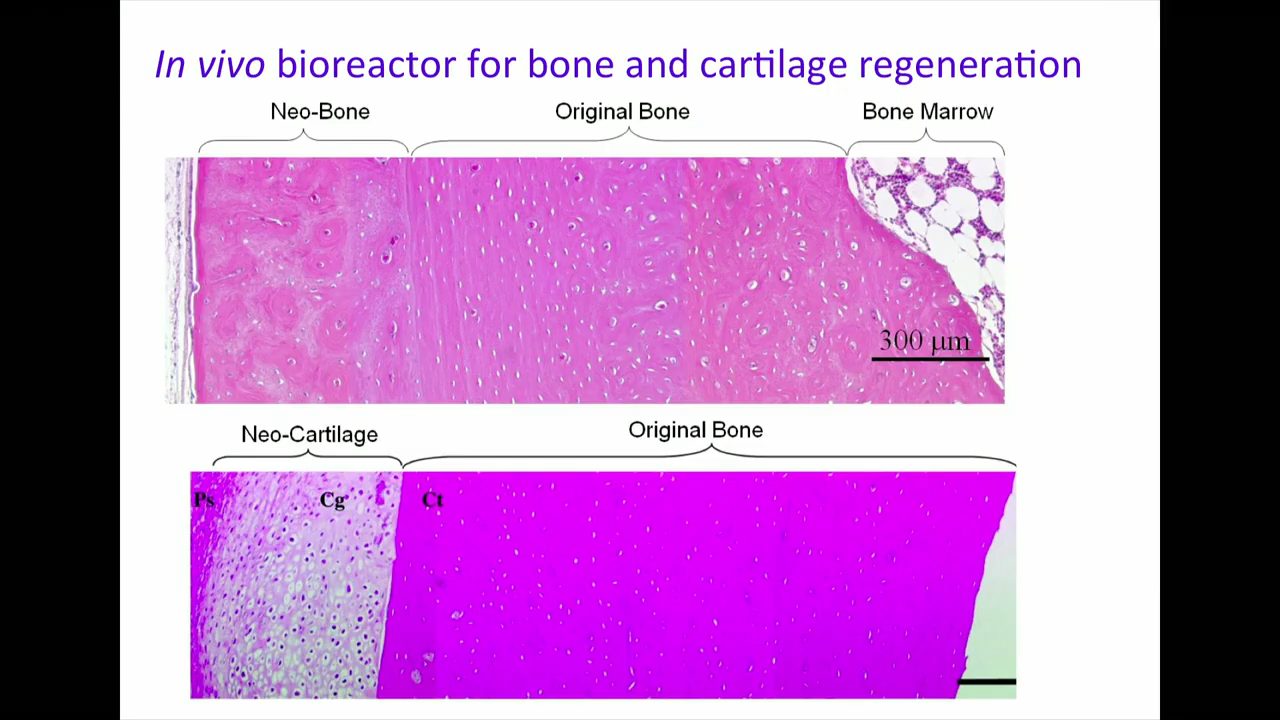 In vivo bioreactor for bone and cartilage regeneration
Neo-Bone Original Bone Bone Marrow
300 μm
Neo-Cartilage Original Bone
Ps Cg Ct